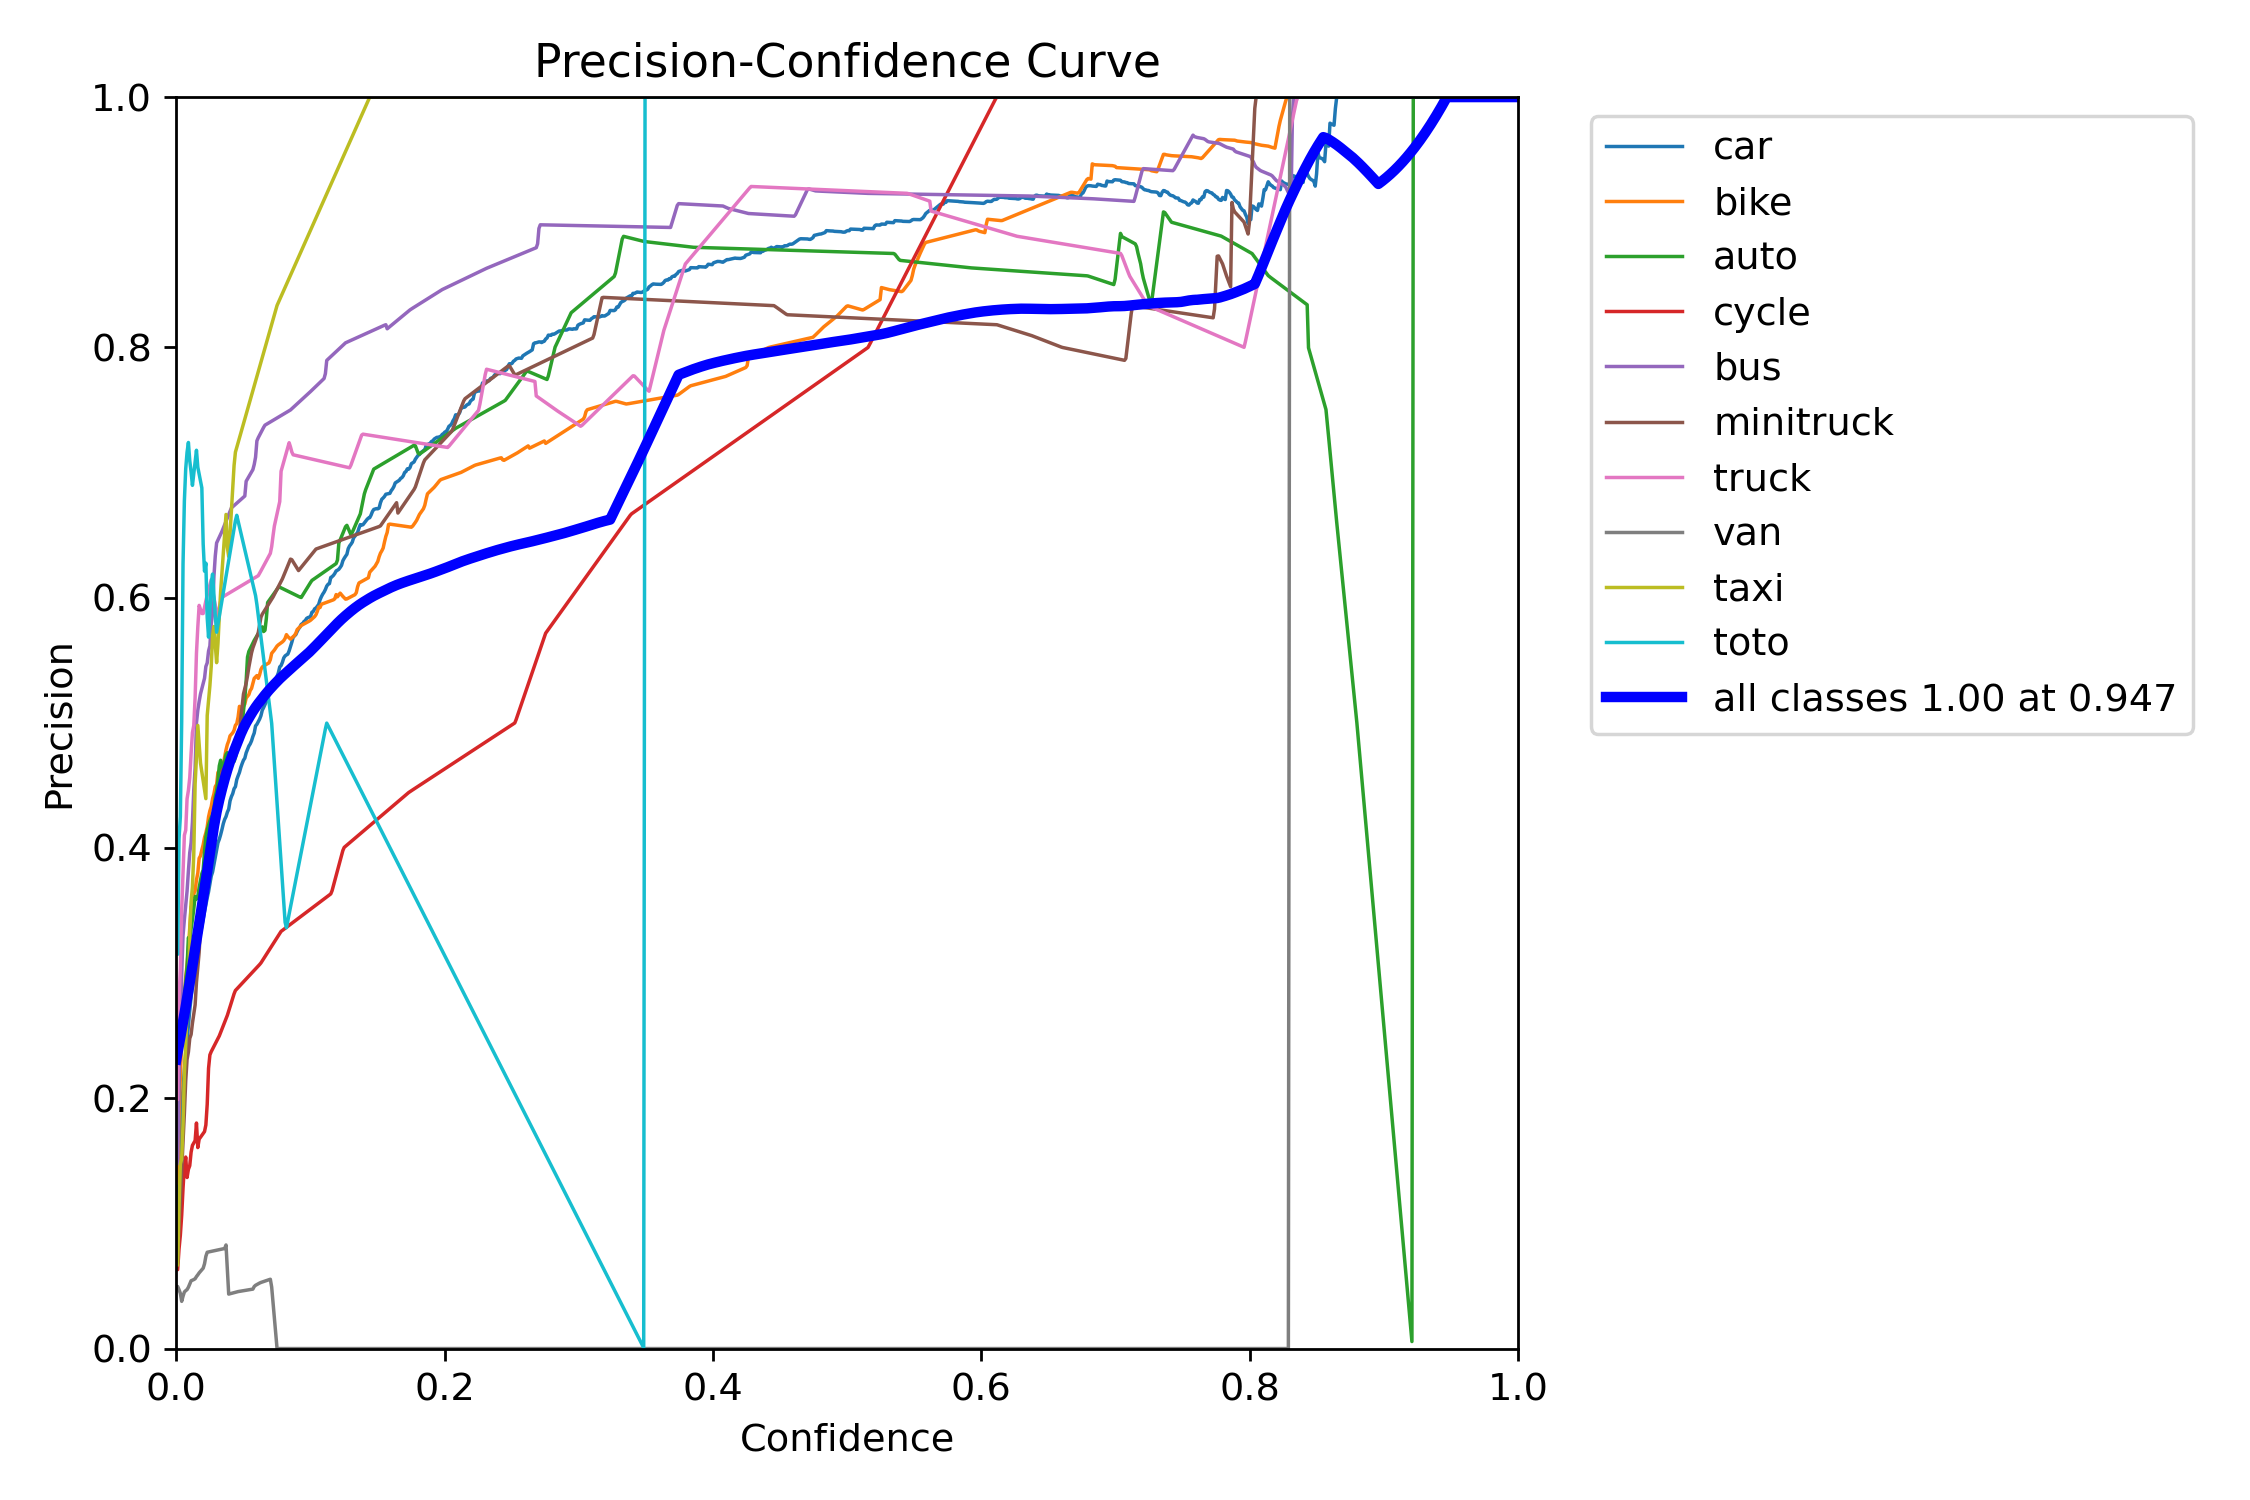 Precision-Confidence Curve
1.0
0.8
0.6
0.4
0.2
0.0
Precision
0.0 0.2 0.4 0.6 0.8 1.0
Confidence
car
bike
auto
cycle
bus
minitruck
truck
van
taxi
toto
all classes 1.00 at 0.947